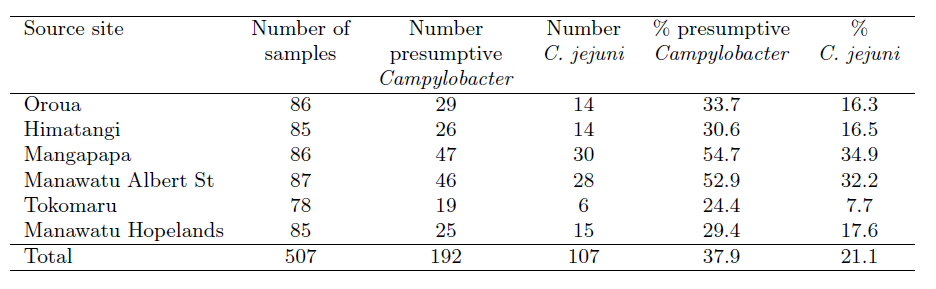 Source site Number of Number Number % presumptive %
samples presumptive C. jejuni Campylobacter C. jejuni
Campylobacter
Oroua 86 29 14 33.7 16.3
Himatangi 85 26 14 30.6 16.5
Mangapapa 86 47 30 54.7 34.9
Manawatu Albert St 87 46 28 52.9 32.2
Tokomaru 78 19 6 24.4 7.7
Manawatu Hopelands 85 25 15 29.4 17.6
Total 507 192 107 37.9 21.1